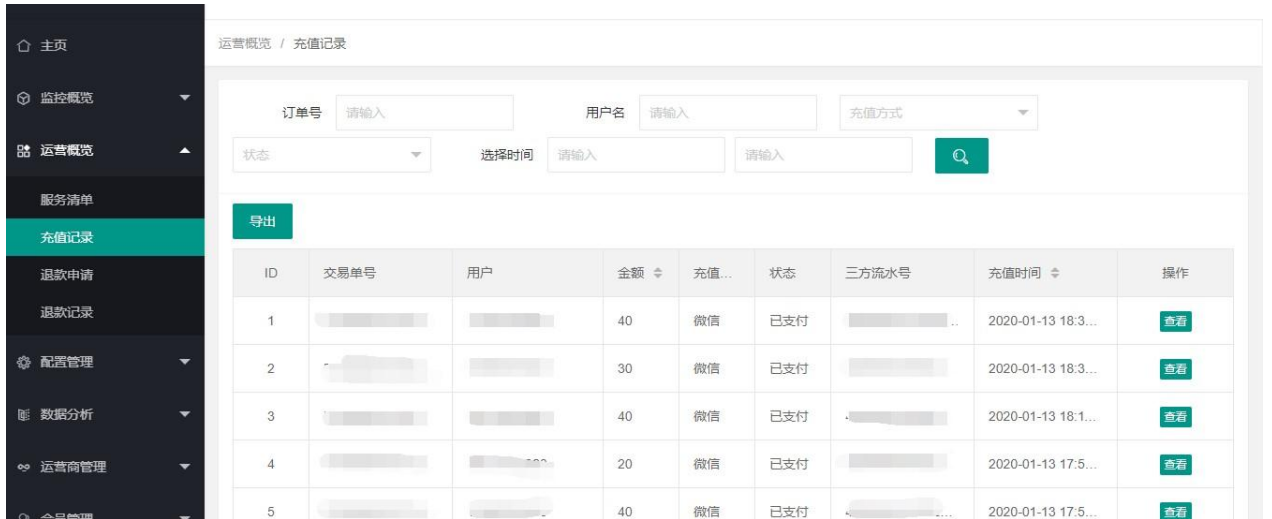 主页
监控概览
运营概览
服务清单
充值记录
退款申请
退款记录
配置管理
数据分析
运营商管理
会员管理
运营概览 / 充值记录
订单号 请输入 用户名 请输入 充值方式
状态 选择时间 请输入 请输入
导出
ID 交易单号 用户 金额 充值... 状态 三方流水号 充值时间 操作
1 40 微信 已支付 2020-01-13 18:3... 查看
2 30 微信 已支付 2020-01-13 18:3... 查看
3 40 微信 已支付 2020-01-13 18:1... 查看
4 20 微信 已支付 2020-01-13 17:5... 查看
5 40 微信 已支付 2020-01-13 17:5... 查看